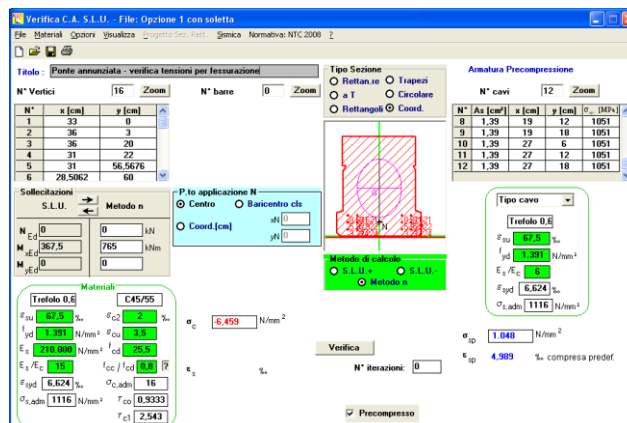 Verifica C.A. S.L.U. - File: Opzione 1 con soletta
File Materiali Opzioni Visualizza Progetto Sez. Rett. Sismica Normativa: NTC 2008 ?
Titolo : Ponte annunziata - verifica tensioni per fessurazione
N° Vertici 16 Zoom N° barre 0 Zoom
N° x [cm] y [cm]
1 33 0
2 36 3
3 36 20
4 31 22
5 31 56,5676
6 28,5062 60
Tipo Sezione
Rettan.re Trapezi
a T Circolare
Rettangoli Coord.
Armatura Precompressione
N° cavi 12 Zoom
N° As [cm²] x [cm] y [cm] [MPa]
8 1,39 19 12 1051
9 1,39 19 18 1051
10 1,39 27 6 1051
11 1,39 27 12 1051
12 1,39 27 18 1051
Sollecitazioni
S.L.U. Metodo n
N Ed 0 0 kN
M xEd 367,5 765 kNm
M yEd 0 0
P.to applicazione N
Centro Baricentro cls
Coord.[cm] xN 0
yN 0
N
Metodo di calcolo
S.L.U.+ S.L.U.-
Metodo n
Tipo cavo
Trefolo 0,6
ε su 67,5 ‰
f yd 1.391 N/mm²
E s /E c 6
ε syd 6,624 ‰
σ s,adm 1116 N/mm²
Materiali
Trefolo 0,6 C45/55
ε su 67,5 ‰ ε c2 2 ‰
f yd 1.391 N/mm² ε cu 3,5
E s 210.000 N/mm² f cd 25,5
E s /E c 15 f cc / f cd 0,8 ?
ε syd 6,624 ‰ σ c,adm 16
σ s,adm 1116 N/mm² τ co 0,9333
τ c1 2,543
σ c -6,459 N/mm²
ε s ‰
Verifica
N° iterazioni: 0
Precompresso
σ sp 1.048 N/mm²
ε sp 4,989 ‰ compresa predef.